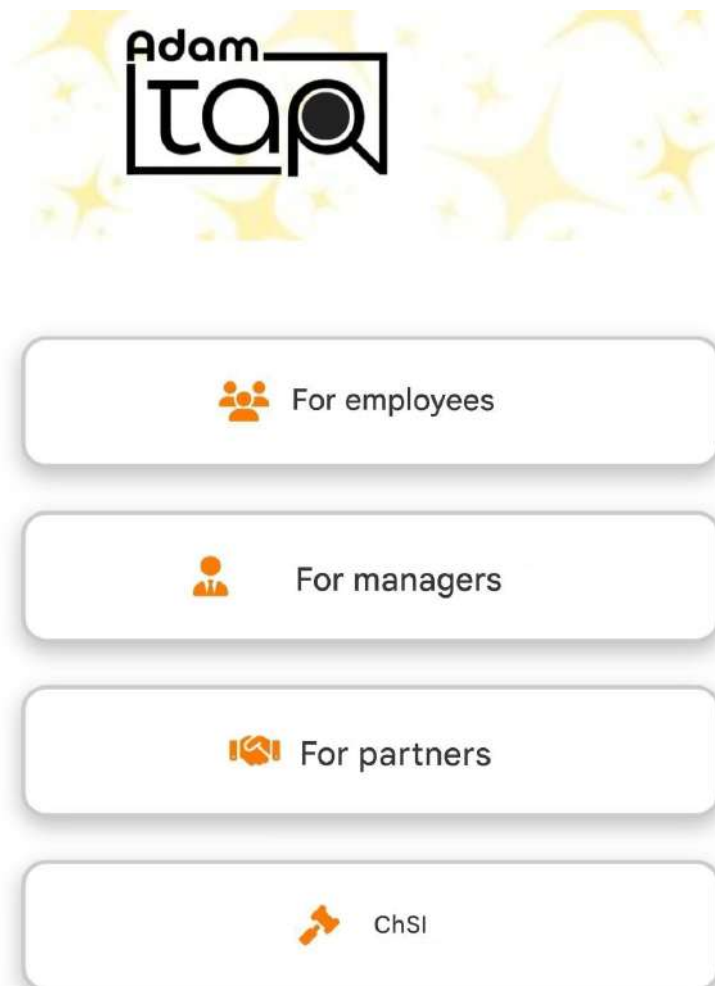 Adam
tap
For employees
For managers
For partners
ChSI